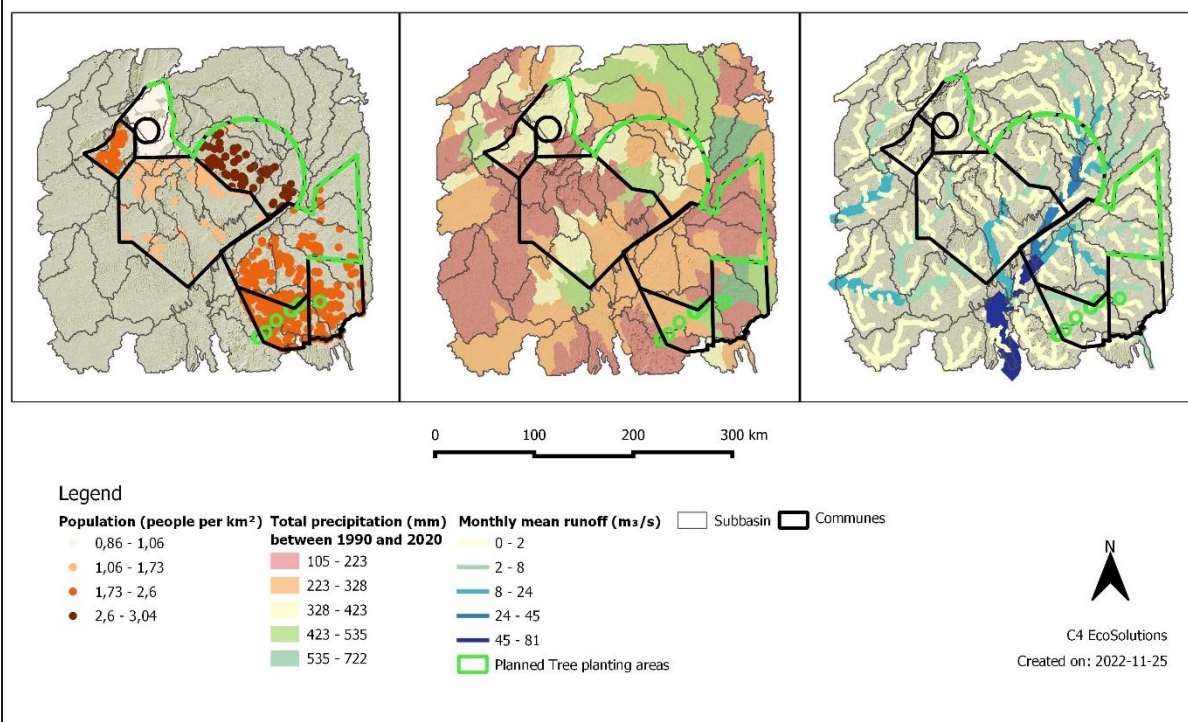 0 100 200 300 km
Legend
Population (people per km²)
0,86 - 1,06
1,06 - 1,73
1,73 - 2,6
2,6 - 3,04
Total precipitation (mm)
between 1990 and 2020
105 - 223
223 - 328
328 - 423
423 - 535
535 - 722
Monthly mean runoff (m₃/s)
0 - 2
2 - 8
8 - 24
24 - 45
45 - 81
Planned Tree planting areas
Subbasin
Communes
N
C4 EcoSolutions
Created on: 2022-11-25